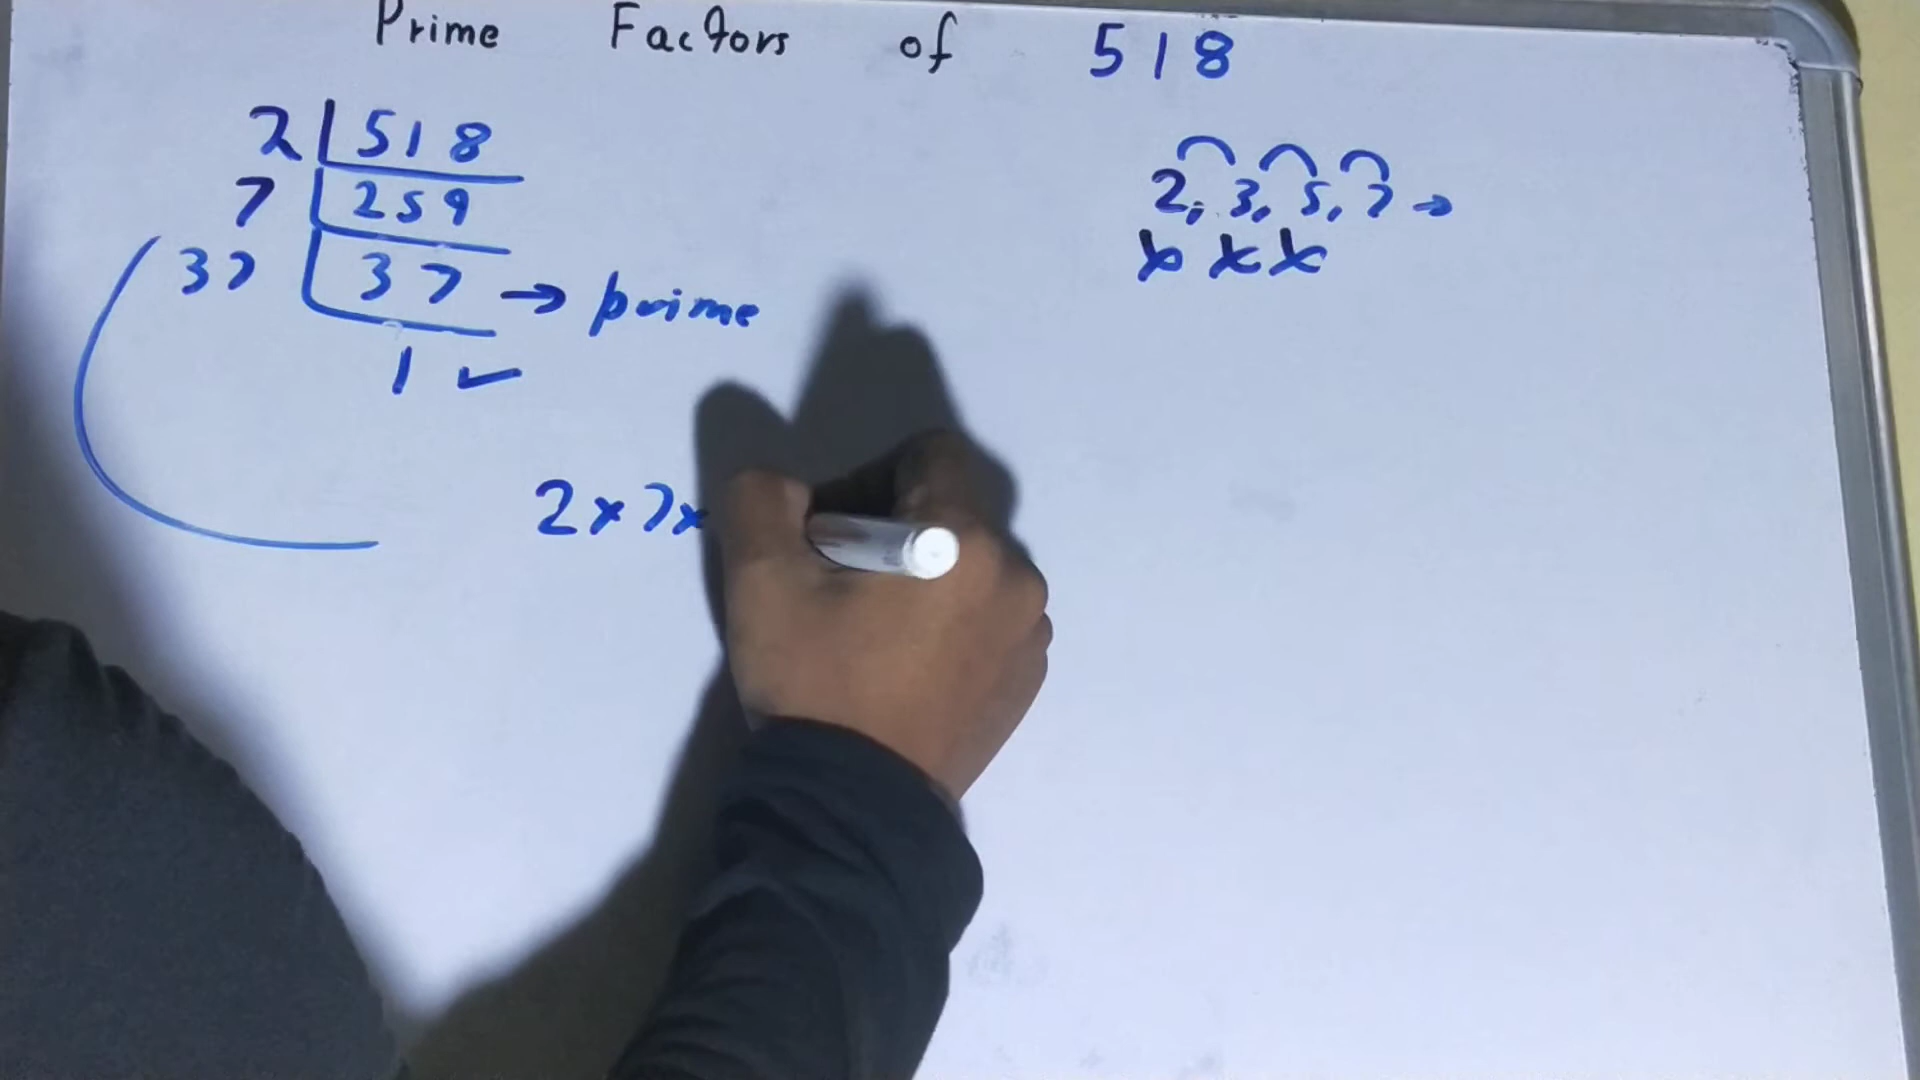 Prime Factors of 518
2 | 518
7 | 259
37 | 37 → prime
1 ✓
2, 3, 5, 7 →
x x x
2 x 7 x